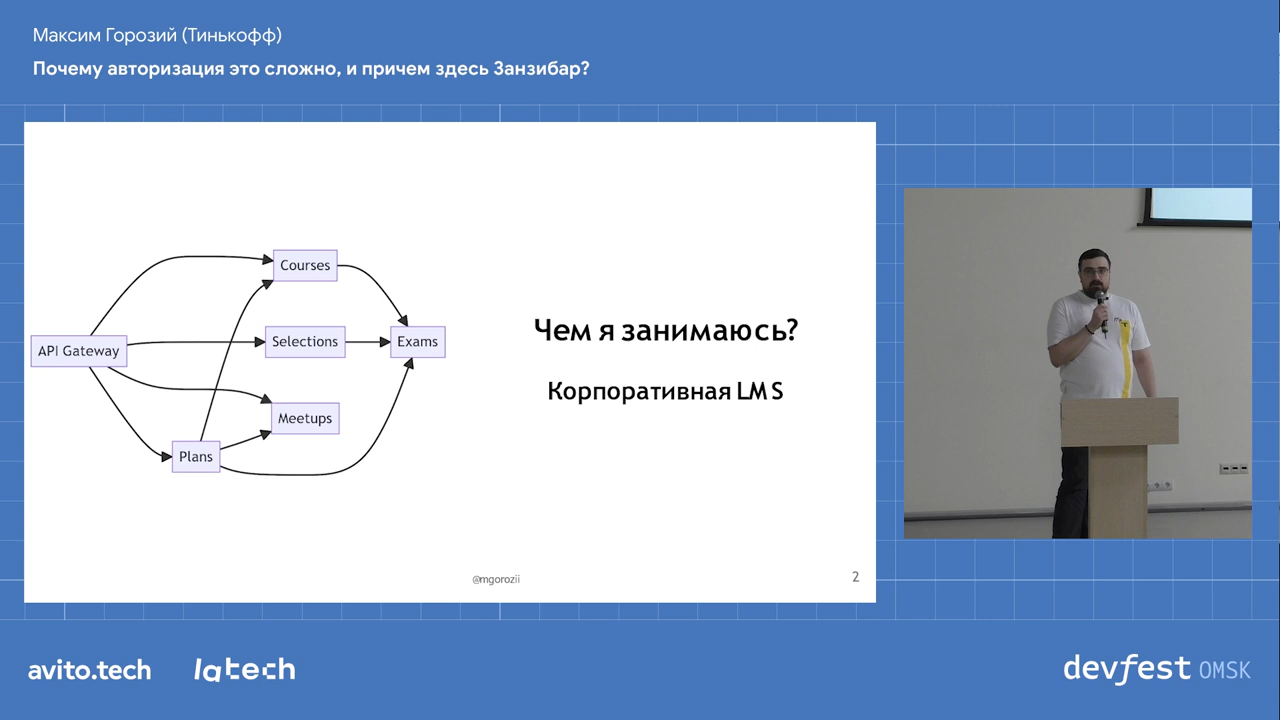 Максим Горозий (Тинькофф)
Почему авторизация это сложно, и причем здесь Занзибар?
Courses
API Gateway
Selections
Exams
Meetups
Plans
Чем я занимаюсь?
Корпоративная LMS
@mgorozii
2
avito.tech
latech
devfest OMSK